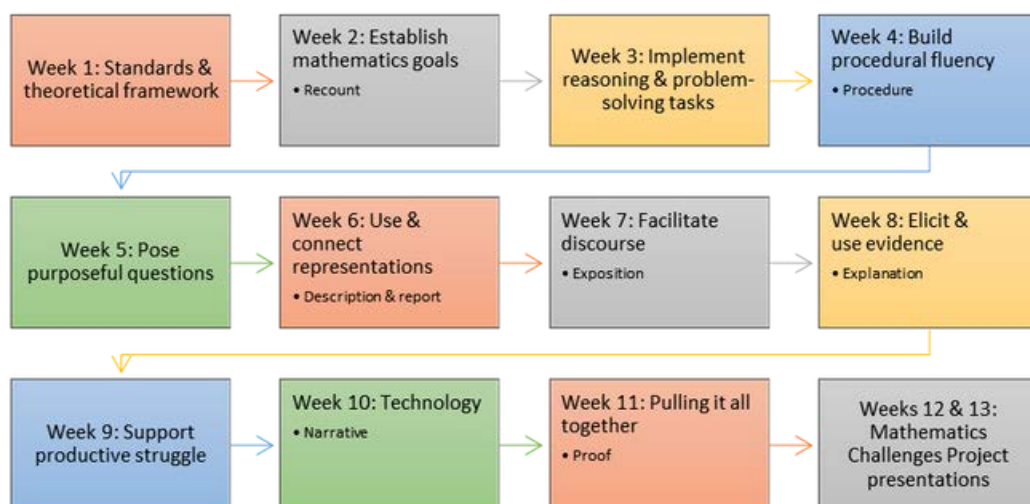 Week 1: Standards &
theoretical framework
Week 2: Establish
mathematics goals
• Recount
Week 3: Implement
reasoning & problem-
solving tasks
Week 4: Build
procedural fluency
• Procedure
Week 5: Pose
purposeful questions
Week 6: Use &
connect
representations
• Description & report
Week 7: Facilitate
discourse
• Exposition
Week 8: Elicit &
use evidence
• Explanation
Week 9: Support
productive struggle
Week 10: Technology
• Narrative
Week 11: Pulling it all
together
• Proof
Weeks 12 & 13:
Mathematics
Challenges Project
presentations